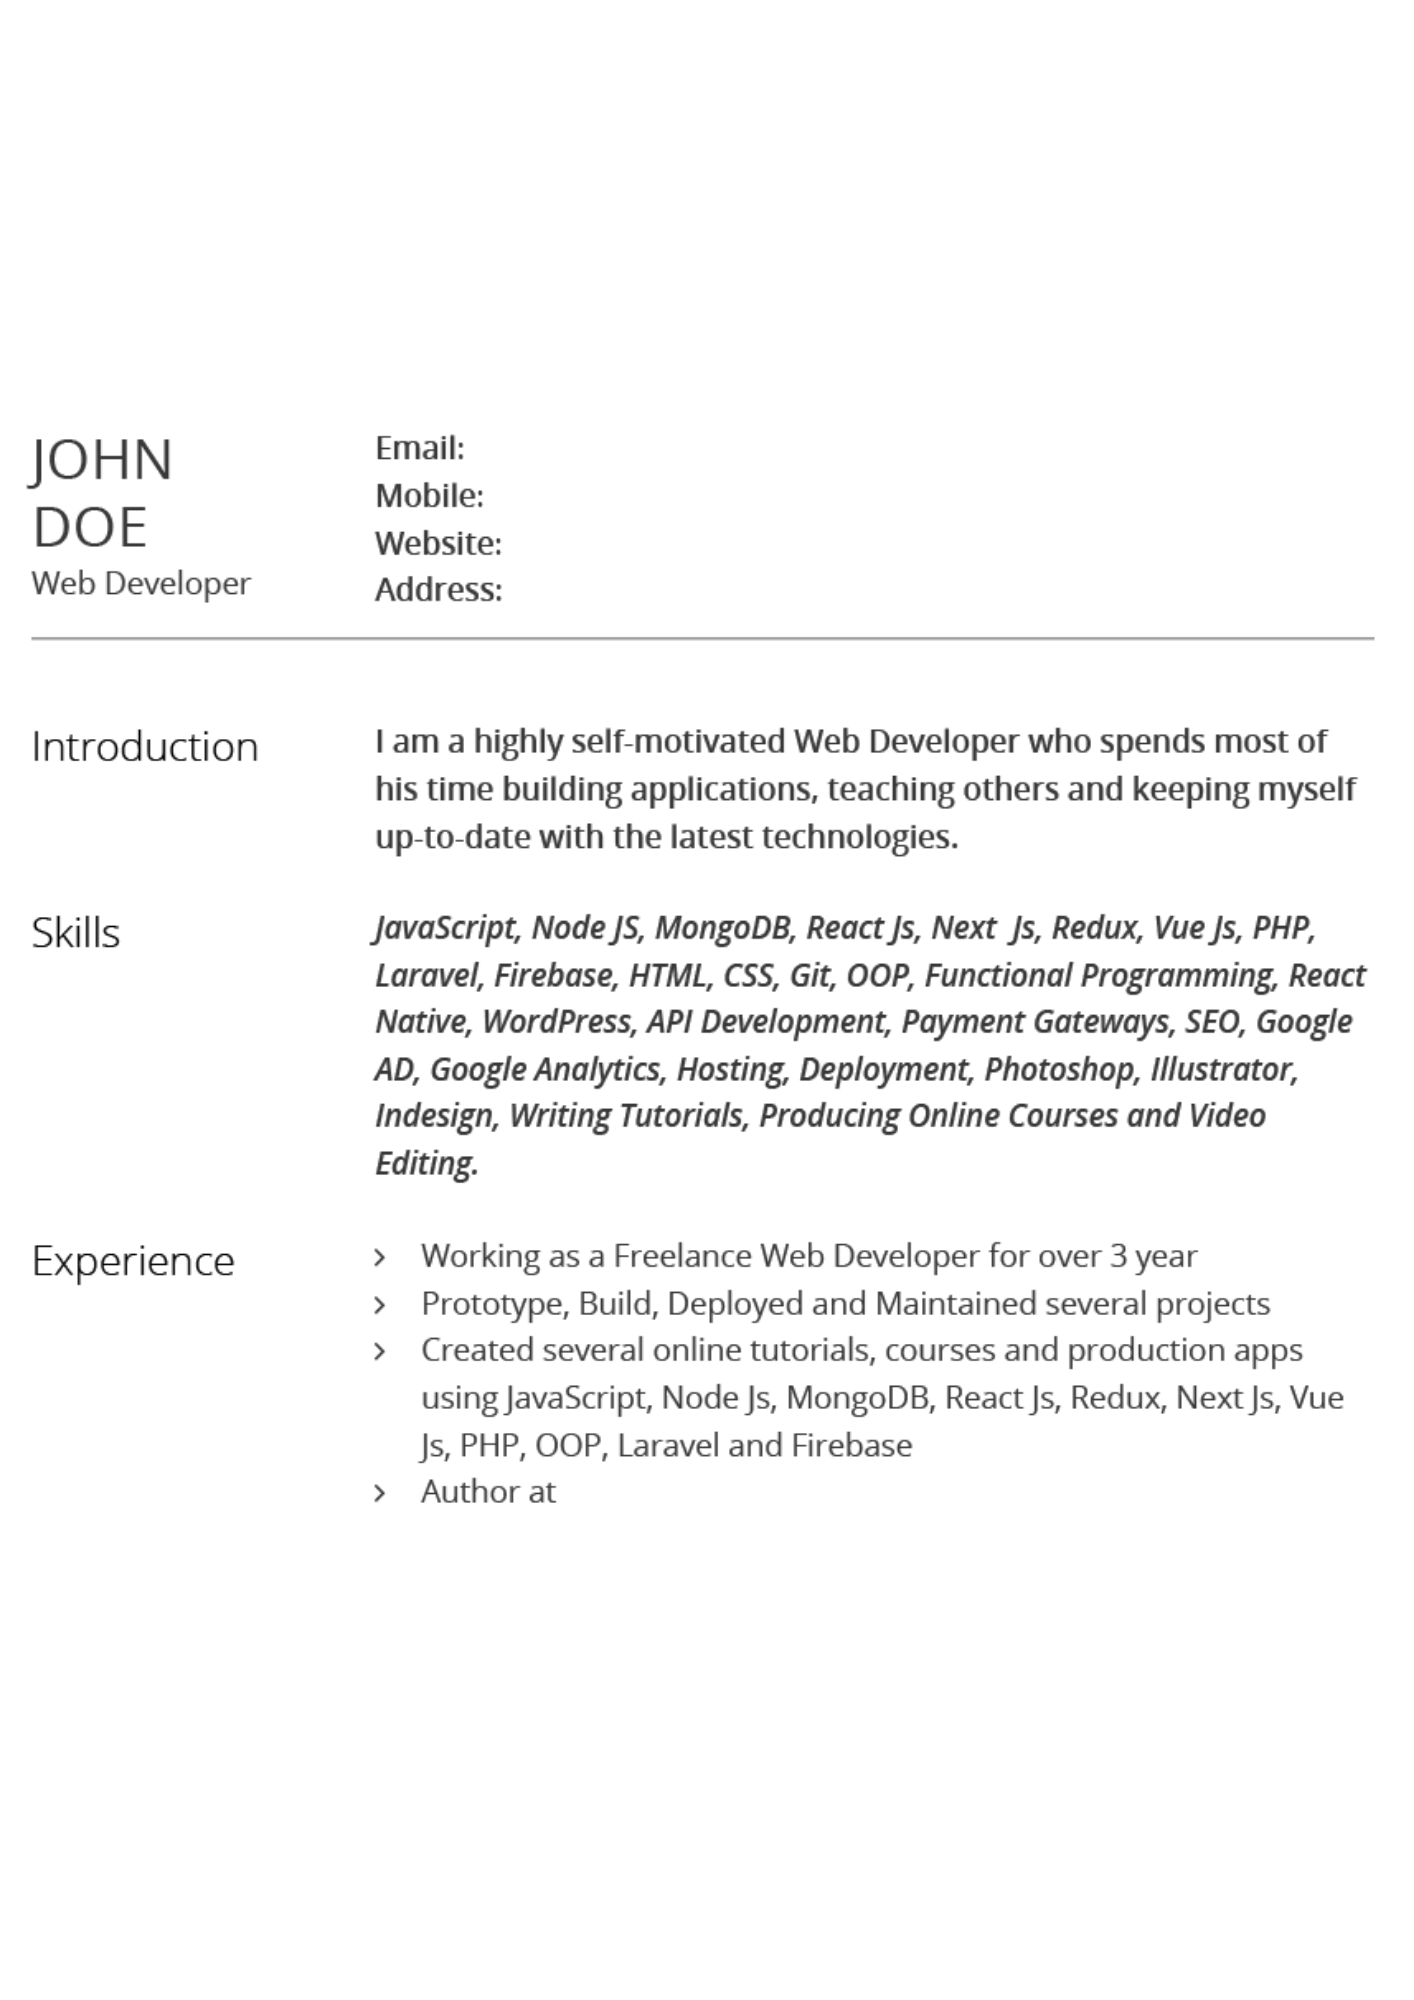 JOHN
DOE
Web Developer
Email:
Mobile:
Website:
Address:
Introduction
I am a highly self-motivated Web Developer who spends most of
his time building applications, teaching others and keeping myself
up-to-date with the latest technologies.
Skills
JavaScript, Node JS, MongoDB, React Js, Next  Js, Redux, Vue Js, PHP,
Laravel, Firebase, HTML, CSS, Git, OOP, Functional Programming, React
Native, WordPress, API Development, Payment Gateways, SEO, Google
AD, Google Analytics, Hosting, Deployment, Photoshop, Illustrator,
Indesign, Writing Tutorials, Producing Online Courses and Video
Editing.
Experience
› Working as a Freelance Web Developer for over 3 year
› Prototype, Build, Deployed and Maintained several projects
› Created several online tutorials, courses and production apps
using JavaScript, Node Js, MongoDB, React Js, Redux, Next Js, Vue
Js, PHP, OOP, Laravel and Firebase
› Author at